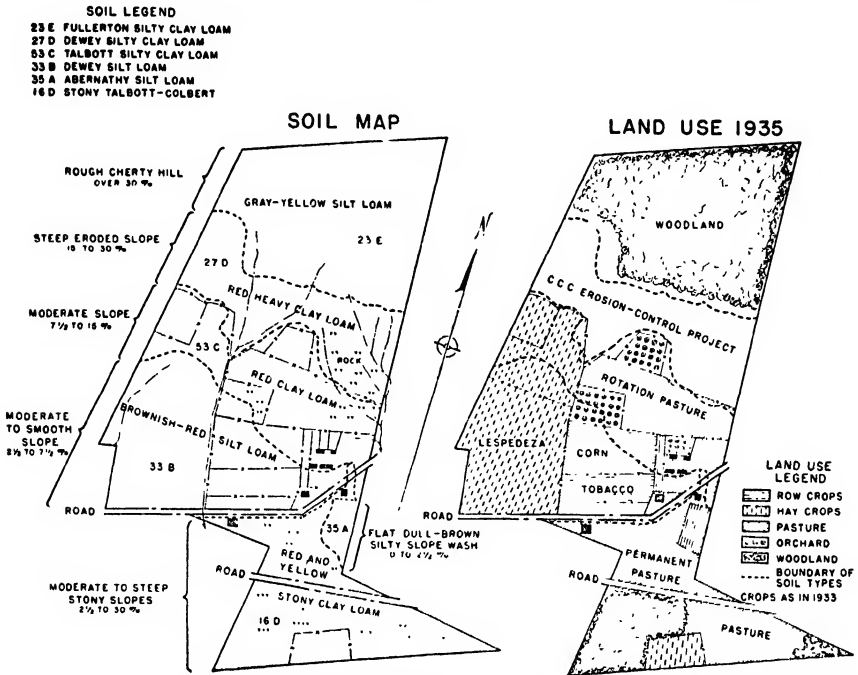 SOIL LEGEND
23 E FULLERTON SILTY CLAY LOAM
27 D DEWEY SILTY CLAY LOAM
53 C TALBOTT SILTY CLAY LOAM
33 B DEWEY SILT LOAM
35 A ABERNATHY SILT LOAM
16 D STONY TALBOTT-COLBERT
SOIL MAP
ROUGH CHERTY HILL
OVER 30 %
GRAY-YELLOW SILT LOAM
23 E
STEEP ERODED SLOPE
15 TO 30 %
27 D
RED HEAVY CLAY LOAM
MODERATE SLOPE
7½ TO 15 %
53 C
ROCK
RED CLAY LOAM
MODERATE
TO SMOOTH
SLOPE
2½ TO 7½ %
BROWNISH-RED SILT LOAM
33 B
ROAD
35 A
FLAT DULL-BROWN
SILTY SLOPE WASH
0 TO 2½ %
RED AND
YELLOW
ROAD
STONY CLAY LOAM
MODERATE TO STEEP
STONY SLOPES
2½ TO 30 %
16 D
N
LAND USE 1935
WOODLAND
C C C EROSION-CONTROL PROJECT
ROTATION PASTURE
LESPEDEZA
CORN
TOBACCO
ROAD
PERMANENT
PASTURE
ROAD
PASTURE
LAND USE
LEGEND
ROW CROPS
HAY CROPS
PASTURE
ORCHARD
WOODLAND
BOUNDARY OF
SOIL TYPES
CROPS AS IN 1933